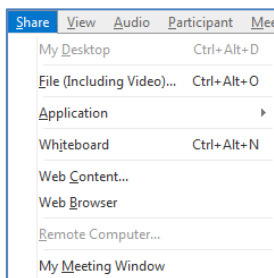 Share View Audio Participant Mee
My Desktop Ctrl+Alt+D
File (Including Video)... Ctrl+Alt+O
Application
Whiteboard Ctrl+Alt+N
Web Content...
Web Browser
Remote Computer...
My Meeting Window